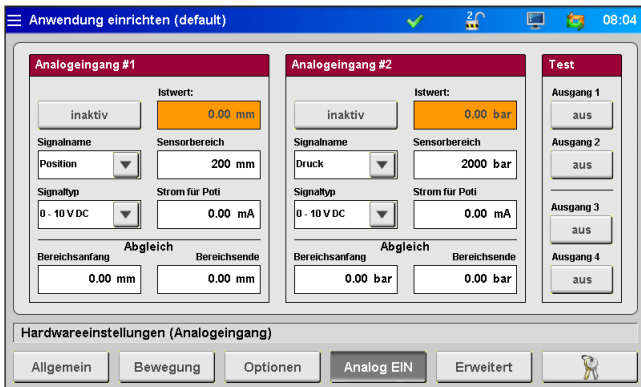 Anwendung einrichten (default)
2
08:04
Analogeingang #1
Istwert:
inaktiv
0.00 mm
Signalname
Sensorbereich
Position
200 mm
Signaltyp
Strom für Poti
0 - 10 V DC
0.00 mA
Abgleich
Bereichsanfang
Bereichsende
0.00 mm
0.00 mm
Analogeingang #2
Istwert:
inaktiv
0.00 bar
Signalname
Sensorbereich
Druck
2000 bar
Signaltyp
Strom für Poti
0 - 10 V DC
0.00 mA
Abgleich
Bereichsanfang
Bereichsende
0.00 bar
0.00 bar
Test
Ausgang 1
aus
Ausgang 2
aus
Ausgang 3
aus
Ausgang 4
aus
Hardwareeinstellungen (Analogeingang)
Allgemein
Bewegung
Optionen
Analog EIN
Erweitert